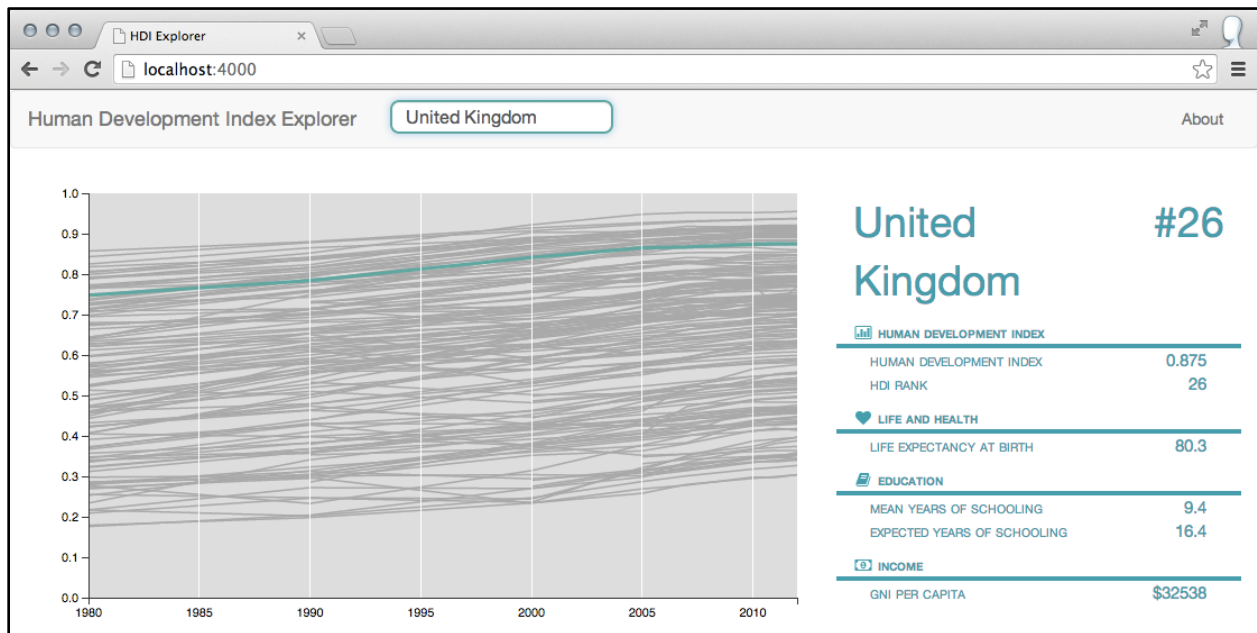 HDI Explorer
localhost:4000
Human Development Index Explorer
United Kingdom
About
1.0
0.9
0.8
0.7
0.6
0.5
0.4
0.3
0.2
0.1
0.0
1980 1985 1990 1995 2000 2005 2010
United #26
Kingdom
HUMAN DEVELOPMENT INDEX
HUMAN DEVELOPMENT INDEX 0.875
HDI RANK 26
LIFE AND HEALTH
LIFE EXPECTANCY AT BIRTH 80.3
EDUCATION
MEAN YEARS OF SCHOOLING 9.4
EXPECTED YEARS OF SCHOOLING 16.4
INCOME
GNI PER CAPITA $32538